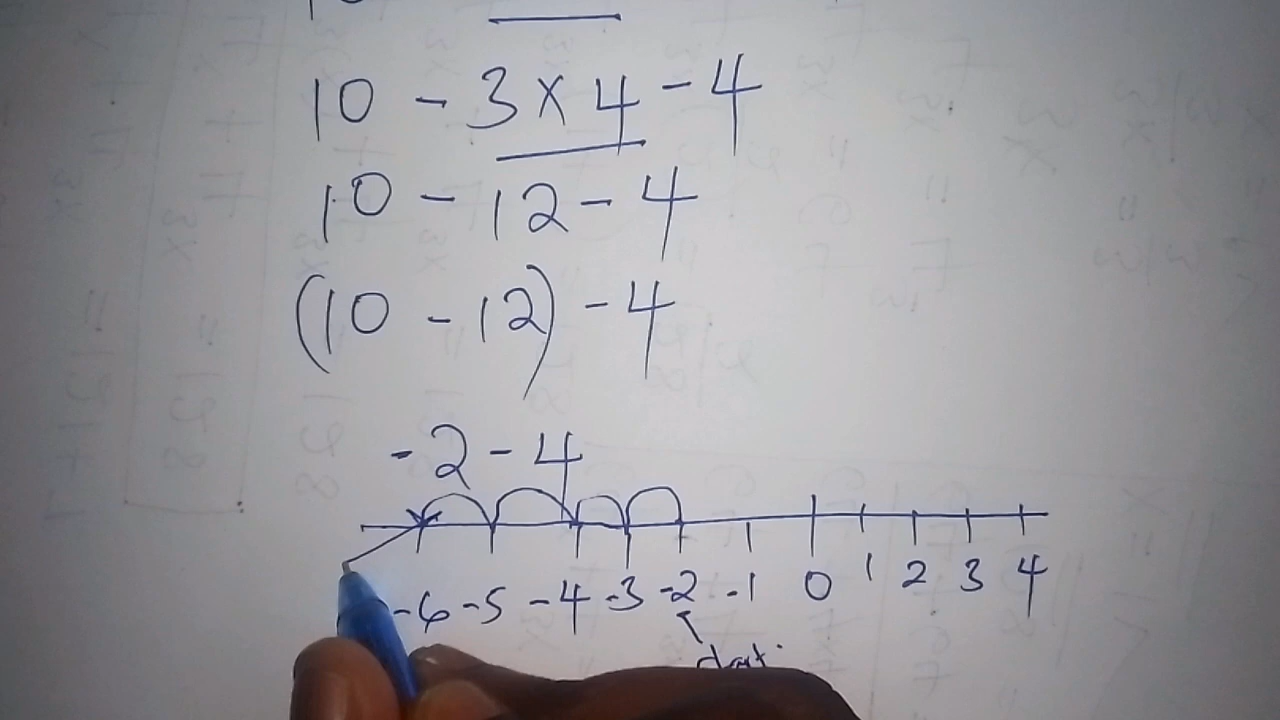 10 - 3 × 4 - 4
10 - 12 - 4
(10 - 12) - 4
-2 - 4
-6 -5 -4 -3 -2 -1 0 1 2 3 4